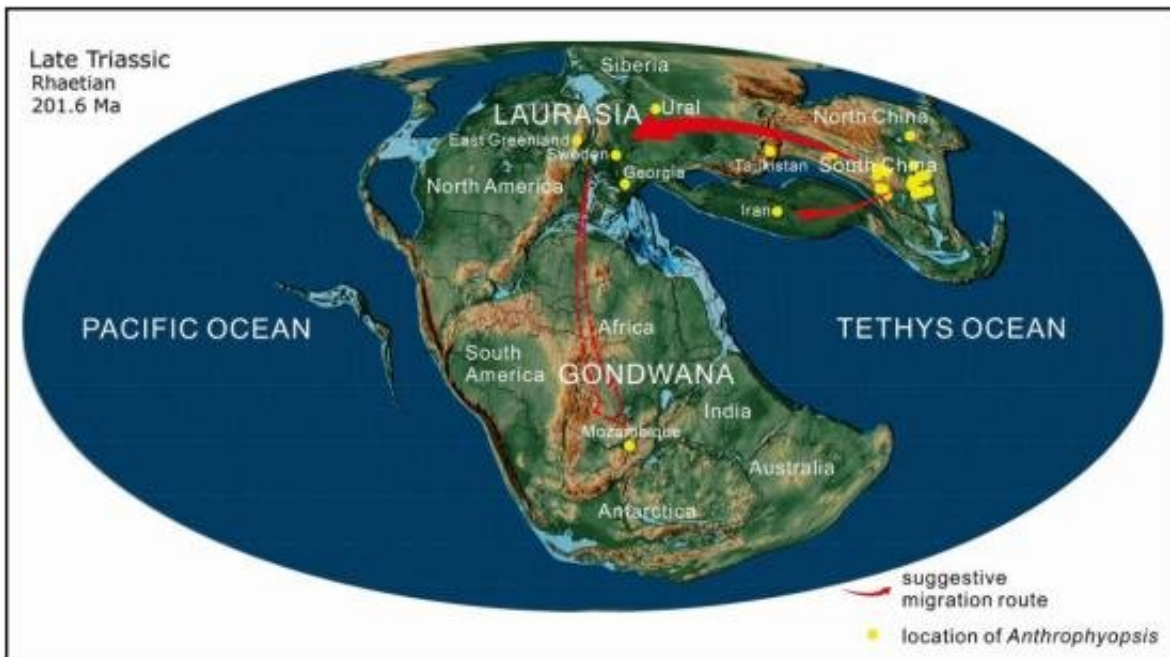 Late Triassic
Rhaetian
201.6 Ma
Siberia
LAURASIA
Ural
North China
East Greenland
Sweden
Tajikistan
South China
North America
Georgia
Iran
PACIFIC OCEAN
Africa
TETHYS OCEAN
South
America
GONDWANA
India
Mozambique
Australia
Antarctica
suggestive
migration route
location of Anthrophyopsis